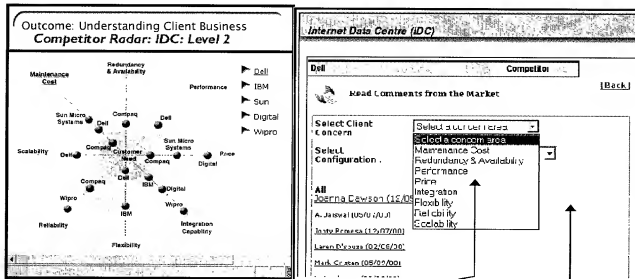 Outcome: Understanding Client Business
Competitor Radar: IDC: Level 2
Redundancy
& Availability
Maintenance
Cost
Performance
Dell
IBM
Sun
Digital
Wipro
Sun Micro
Systems
Compaq
Dell
Dell
Compaq
Customer
Need
Sun Micro
Systems
Scalability
Dell
Compaq
Digital
Price
Compaq
Dell
IBM
Digital
Wipro
IBM
Wipro
Reliability
Integration
Capability
Flexibility
Internet Data Centre (IDC)
Dell
Competitor
[Back]
Read Comments from the Market
Select Client
Concern
Select a concern area
Select
Configuration .
Select a concern area
Maintenance Cost
Redundancy & Availability
Performance
Price
Integration
Flexibility
Reliability
Scalability
All
Joanna Dawson
A. Jaiswal